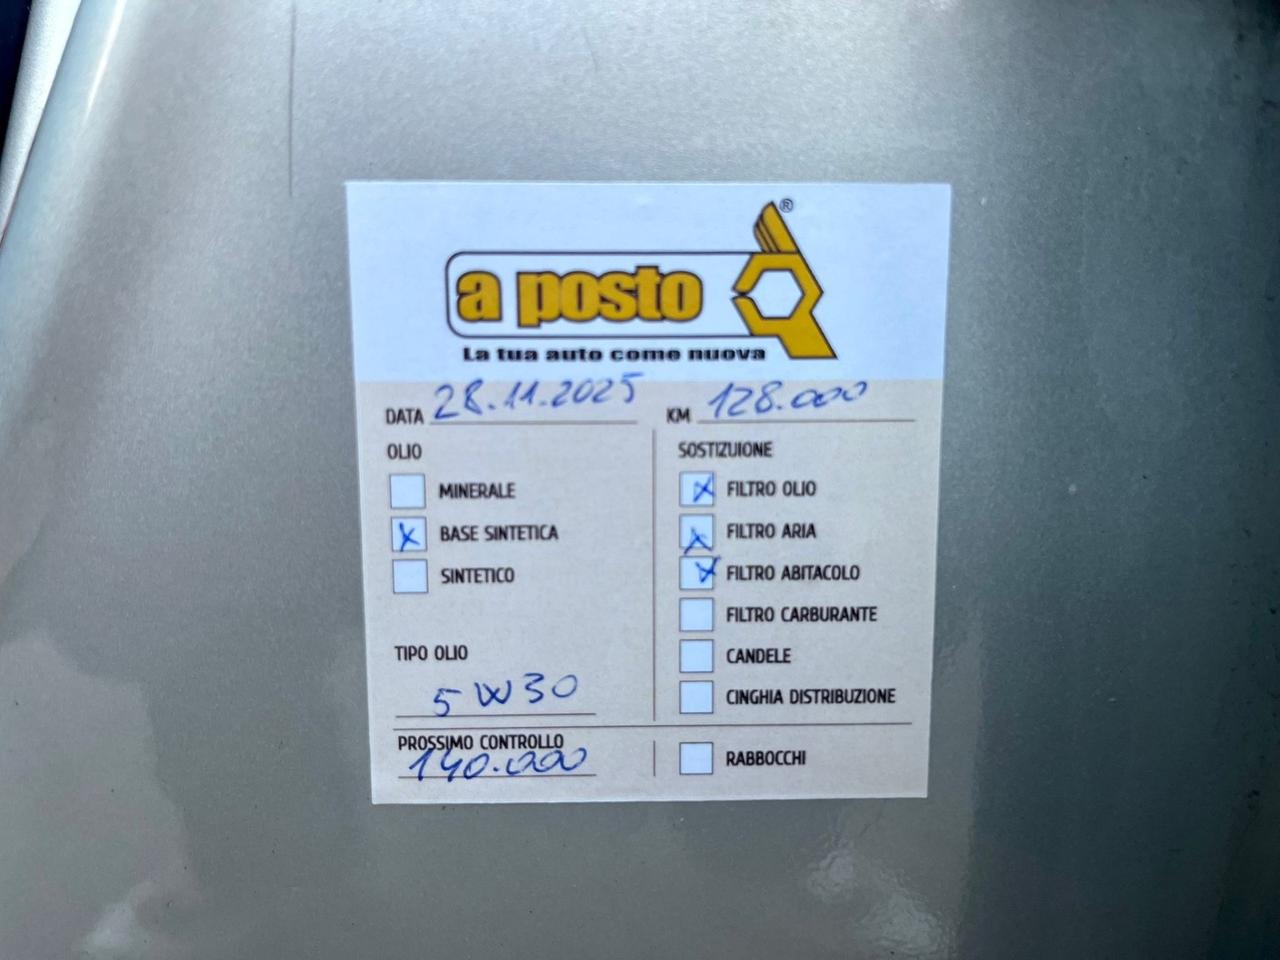 ®
a posto
La tua auto come nuova
DATA 28.11.2025 KM 128.000
OLIO
MINERALE
X BASE SINTETICA
SINTETICO
TIPO OLIO
5W30
PROSSIMO CONTROLLO
140.000
SOSTIZUIONE
X FILTRO OLIO
X FILTRO ARIA
X FILTRO ABITACOLO
FILTRO CARBURANTE
CANDELE
CINGHIA DISTRIBUZIONE
RABBOCCHI